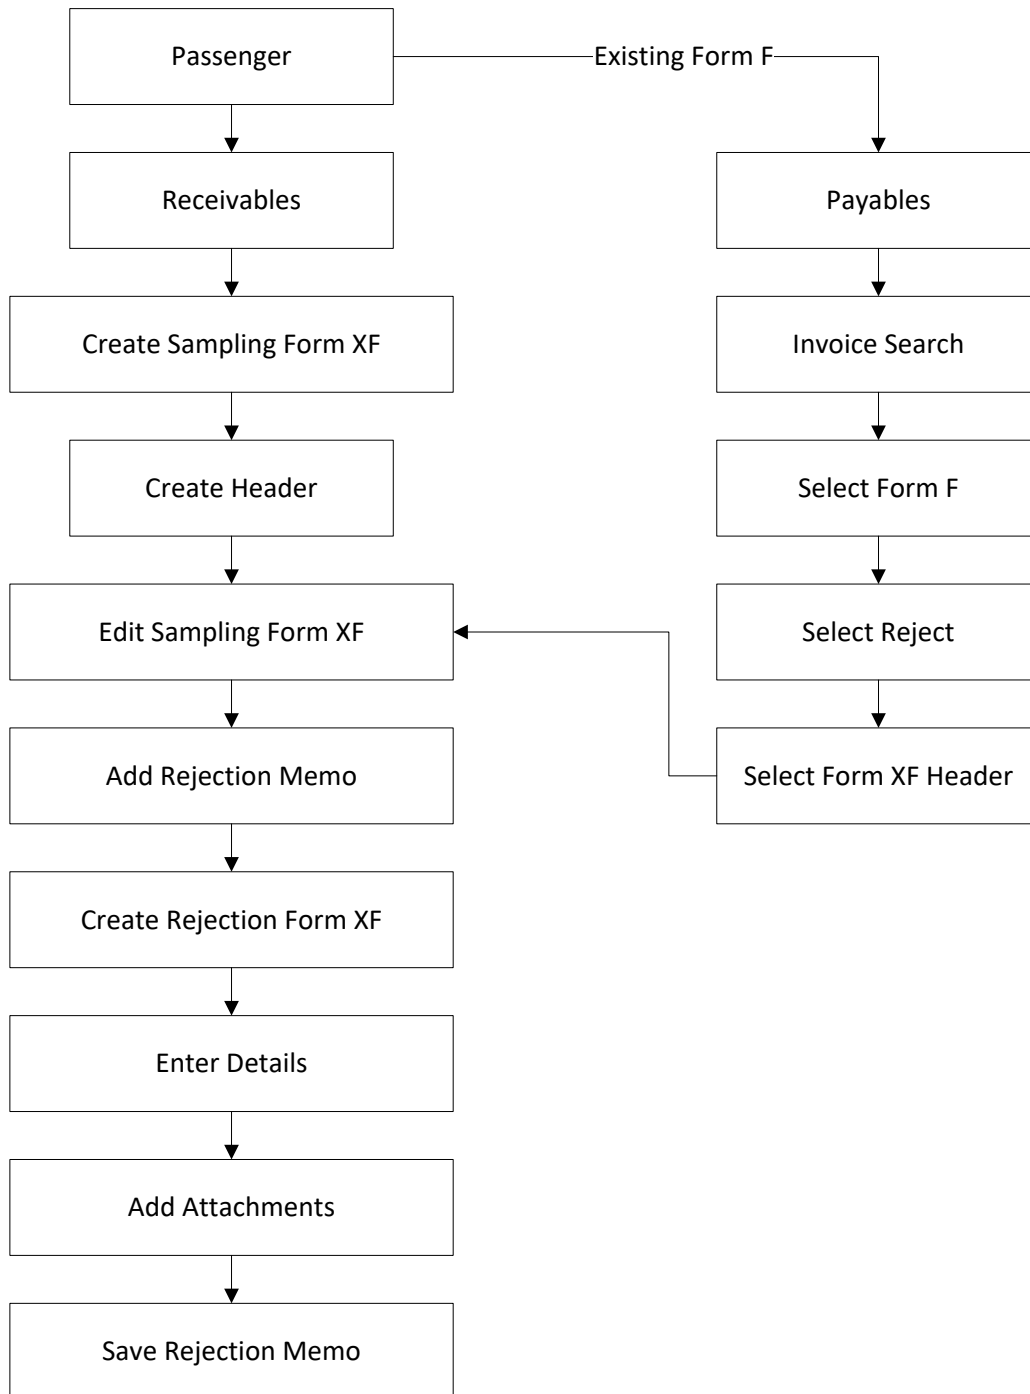 Passenger
Existing Form F
Receivables
Payables
Create Sampling Form XF
Invoice Search
Create Header
Select Form F
Edit Sampling Form XF
Select Reject
Add Rejection Memo
Select Form XF Header
Create Rejection Form XF
Enter Details
Add Attachments
Save Rejection Memo